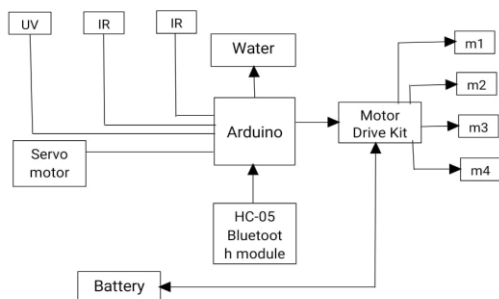 UV
IR
IR
Water
m1
m2
m3
m4
Motor
Drive Kit
Arduino
Servo
motor
HC-05
Bluetoot
h module
Battery